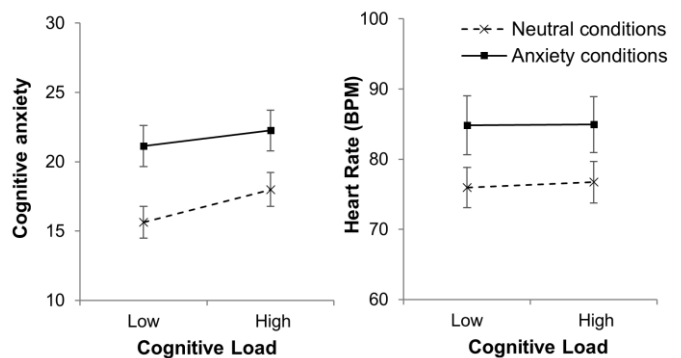 Cognitive anxiety
30
25
20
15
10
Low
High
Cognitive Load
Heart Rate (BPM)
100
90
80
70
60
Low
High
Cognitive Load
Neutral conditions
Anxiety conditions